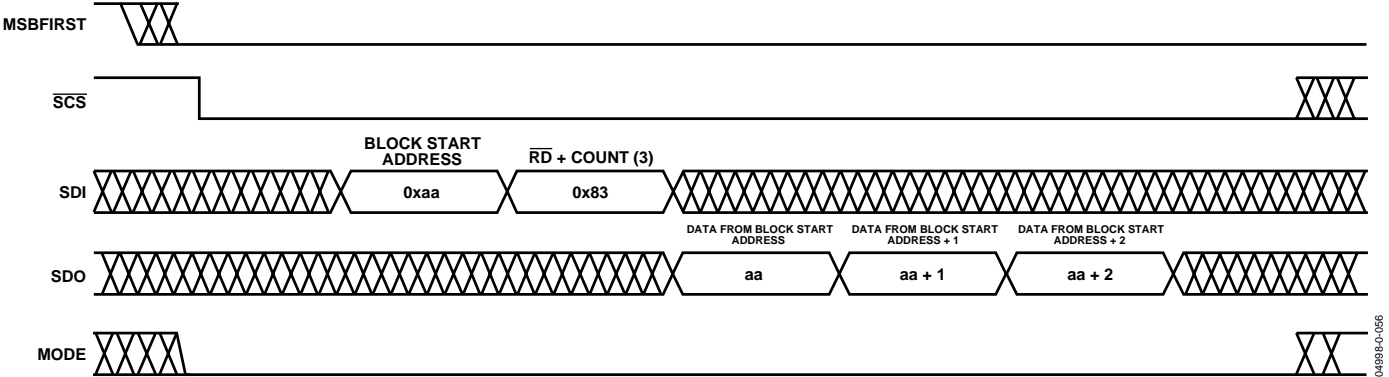 MSBFIRST
SCS
BLOCK START
ADDRESS
RD + COUNT (3)
SDI
0xaa
0x83
DATA FROM BLOCK START
ADDRESS
DATA FROM BLOCK START
ADDRESS + 1
DATA FROM BLOCK START
ADDRESS + 2
SDO
aa
aa + 1
aa + 2
MODE
04998-0-056